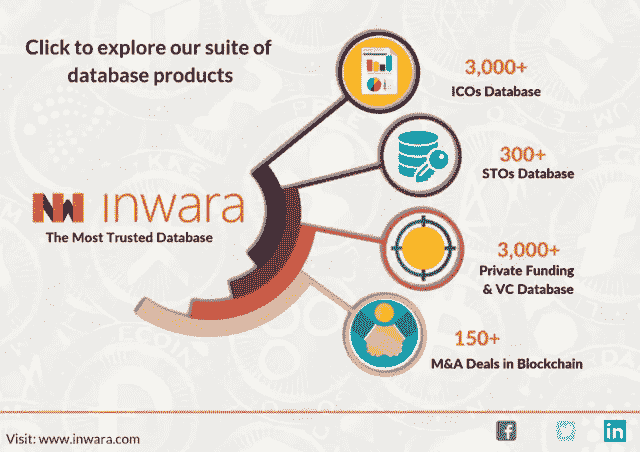 Click to explore our suite of
database products
3,000+
ICOs Database
300+
STOs Database
inwara
The Most Trusted Database
3,000+
Private Funding
& VC Database
150+
M&A Deals in Blockchain
Visit: www.inwara.com
f
in